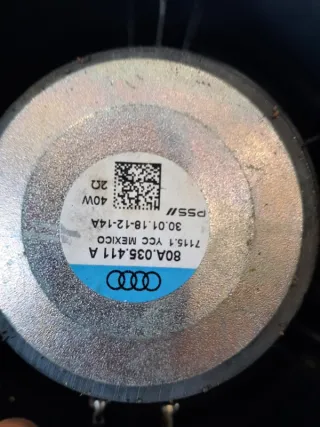 80A.035.411 A
7115.1 YCC MEXICO
30.01.18-12-14A
PSS//
40W
2Ω